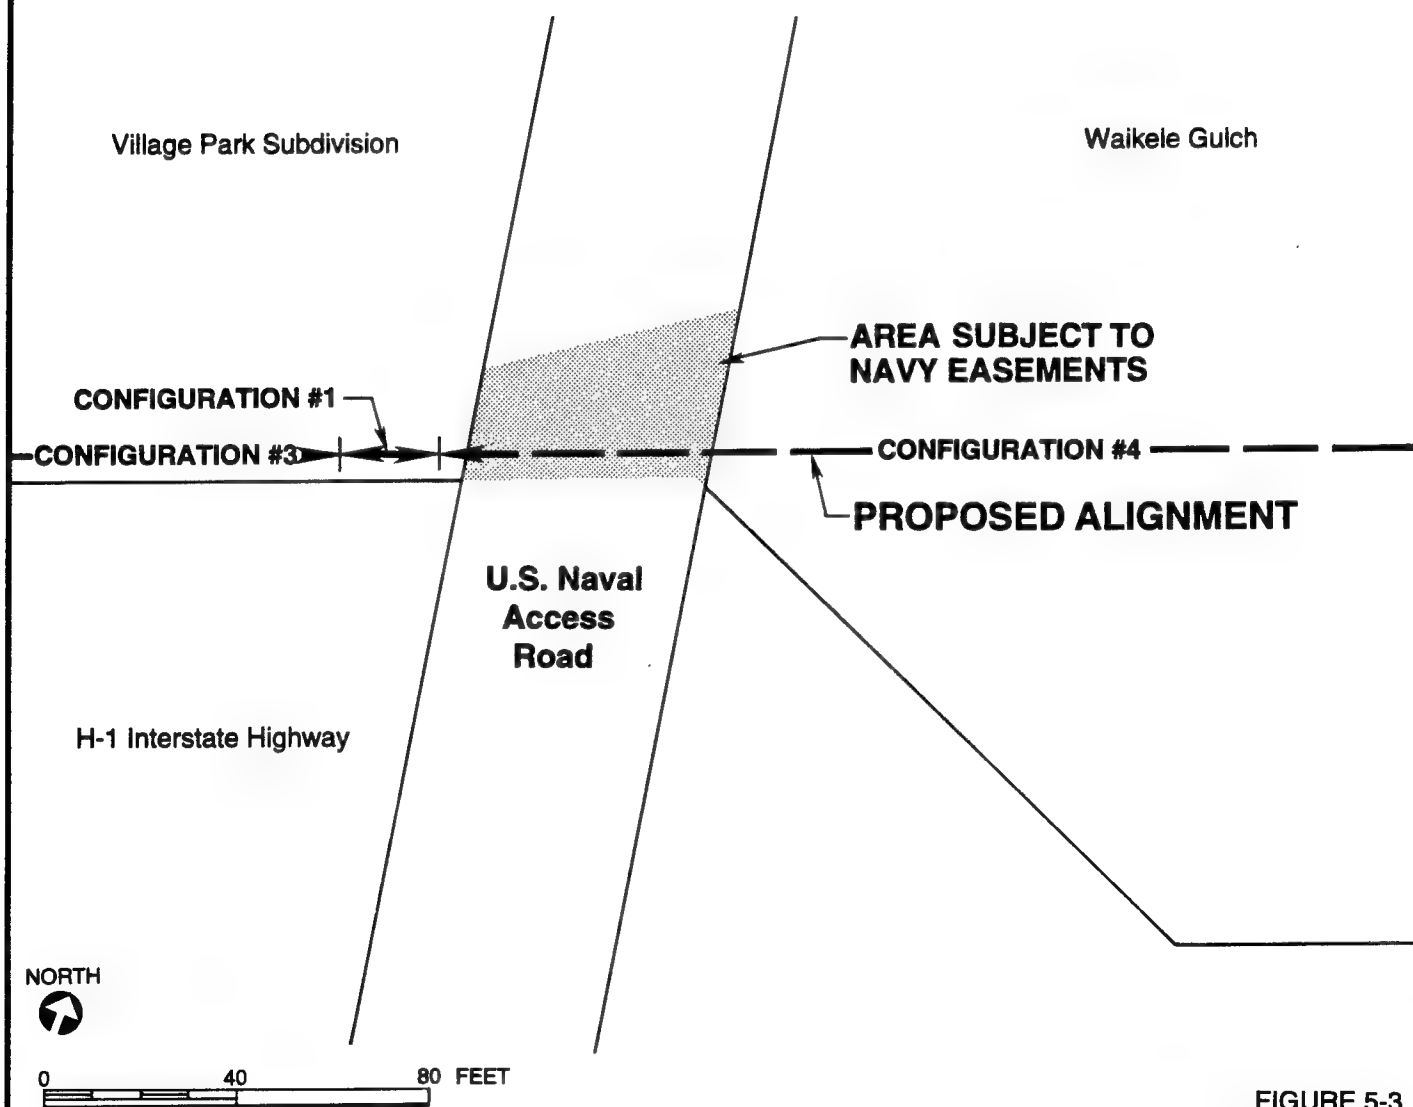 Village Park Subdivision
Waikele Gulch
AREA SUBJECT TO
NAVY EASEMENTS
CONFIGURATION #1
CONFIGURATION #3
CONFIGURATION #4
PROPOSED ALIGNMENT
U.S. Naval
Access
Road
H-1 Interstate Highway
NORTH
0 40 80 FEET
FIGURE 5-3